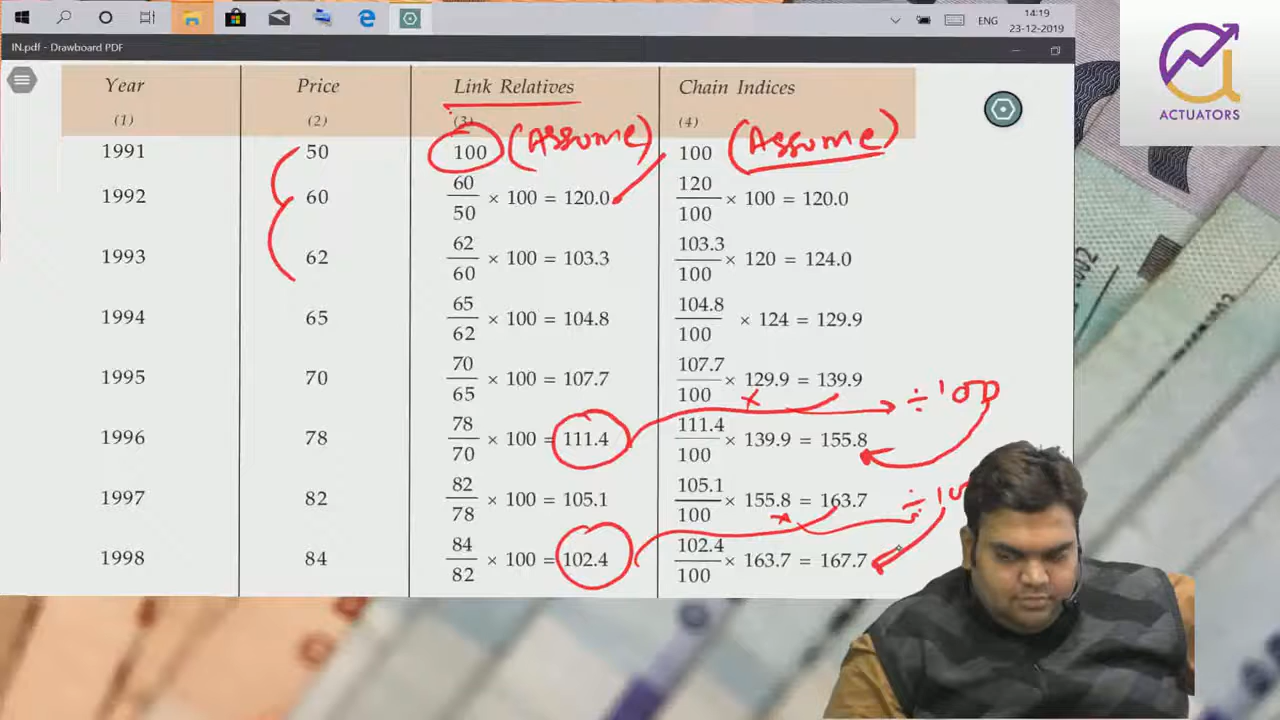 14:19
ENG
23-12-2019
IN.pdf - Drawboard PDF
ACTUATORS
Year Price Link Relatives Chain Indices
(1) (2) (3) (4)
1991 50 100 (Assume) 100 (Assume)
1992 60 60/50 × 100 = 120.0 120/100 × 100 = 120.0
1993 62 62/60 × 100 = 103.3 103.3/100 × 120 = 124.0
1994 65 65/62 × 100 = 104.8 104.8/100 × 124 = 129.9
1995 70 70/65 × 100 = 107.7 107.7/100 × 129.9 = 139.9
× ÷100
1996 78 78/70 × 100 = 111.4 111.4/100 × 139.9 = 155.8
1997 82 82/78 × 100 = 105.1 105.1/100 × 155.8 = 163.7
× ÷
1998 84 84/82 × 100 = 102.4 102.4/100 × 163.7 = 167.7